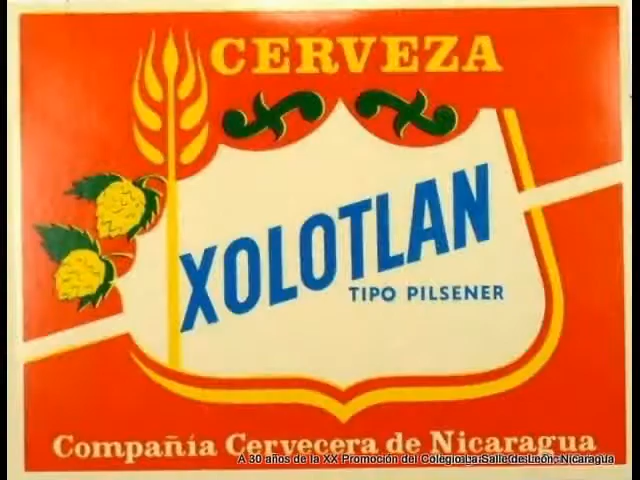 CERVEZA
XOLOTLAN
TIPO PILSENER
Compañía Cervecera de Nicaragua
A 30 años de la XX Promoción del Colegio La Salle de León, Nicaragua